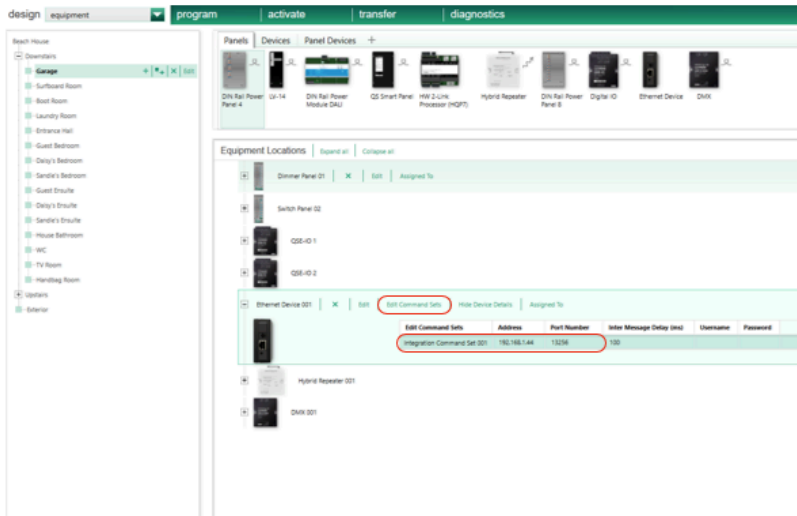 design equipment program activate transfer diagnostics
Beach House
Downstairs
Garage + × Edit
Surfboard Room
Boot Room
Laundry Room
Entrance Hall
Guest Bedroom
Daisy's Bedroom
Sandie's Bedroom
Guest Ensuite
Daisy's Ensuite
Sandie's Ensuite
House Bathroom
WC
TV Room
Handbag Room
Upstairs
Exterior
Panels Devices Panel Devices +
DIN Rail Power Panel 4
LV-14
DIN Rail Power Module DALI
QS Smart Panel
HW 2-Link Processor (HQP7)
Hybrid Repeater
DIN Rail Power Panel 8
Digital IO
Ethernet Device
DMX
Equipment Locations Expand all Collapse all
Dimmer Panel 01 × Edit Assigned To
Switch Panel 02
QSE-IO 1
QSE-IO 2
Ethernet Device 001 × Edit Edit Command Sets Hide Device Details Assigned To
Edit Command Sets Address Port Number Inter Message Delay (ms) Username Password
Integration Command Set 001 192.168.1.44 13256 100
Hybrid Repeater 001
DMX 001